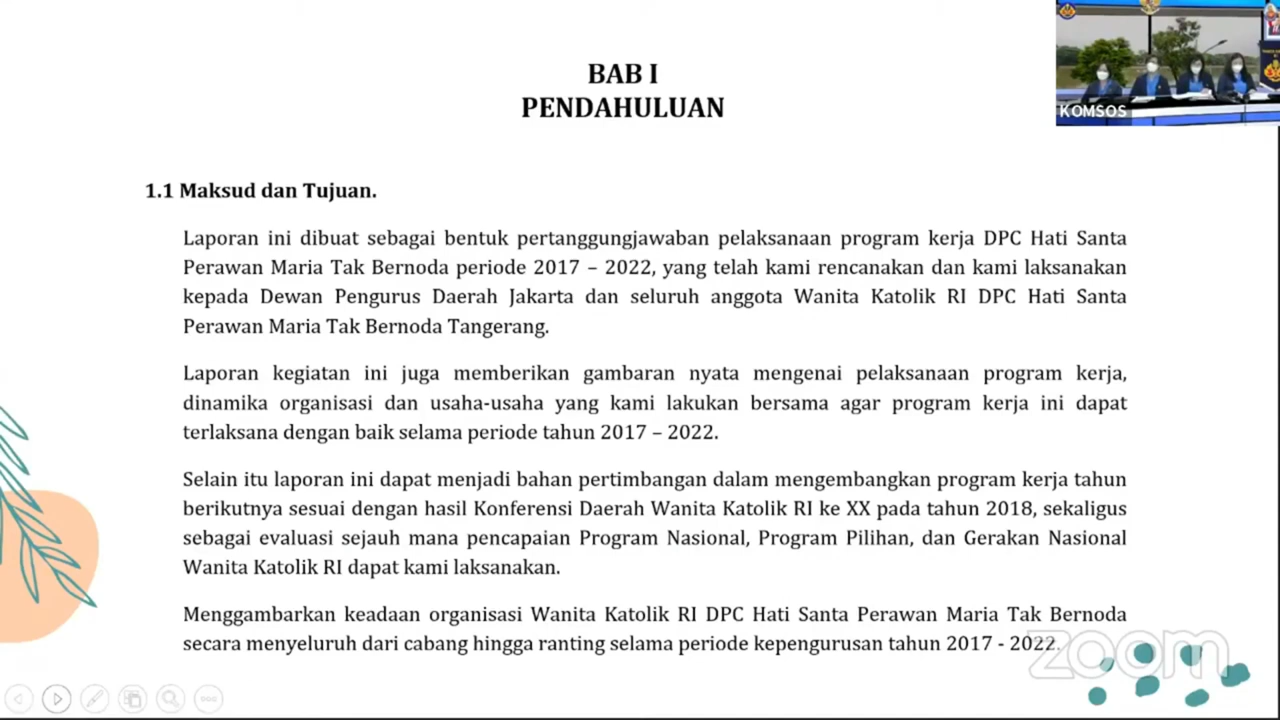 BAB I
PENDAHULUAN
KOMSOS
1.1 Maksud dan Tujuan.
Laporan ini dibuat sebagai bentuk pertanggungjawaban pelaksanaan program kerja DPC Hati Santa
Perawan Maria Tak Bernoda periode 2017 – 2022, yang telah kami rencanakan dan kami laksanakan
kepada Dewan Pengurus Daerah Jakarta dan seluruh anggota Wanita Katolik RI DPC Hati Santa
Perawan Maria Tak Bernoda Tangerang.
Laporan kegiatan ini juga memberikan gambaran nyata mengenai pelaksanaan program kerja,
dinamika organisasi dan usaha-usaha yang kami lakukan bersama agar program kerja ini dapat
terlaksana dengan baik selama periode tahun 2017 – 2022.
Selain itu laporan ini dapat menjadi bahan pertimbangan dalam mengembangkan program kerja tahun
berikutnya sesuai dengan hasil Konferensi Daerah Wanita Katolik RI ke XX pada tahun 2018, sekaligus
sebagai evaluasi sejauh mana pencapaian Program Nasional, Program Pilihan, dan Gerakan Nasional
Wanita Katolik RI dapat kami laksanakan.
Menggambarkan keadaan organisasi Wanita Katolik RI DPC Hati Santa Perawan Maria Tak Bernoda
secara menyeluruh dari cabang hingga ranting selama periode kepengurusan tahun 2017 - 2022.
zoom